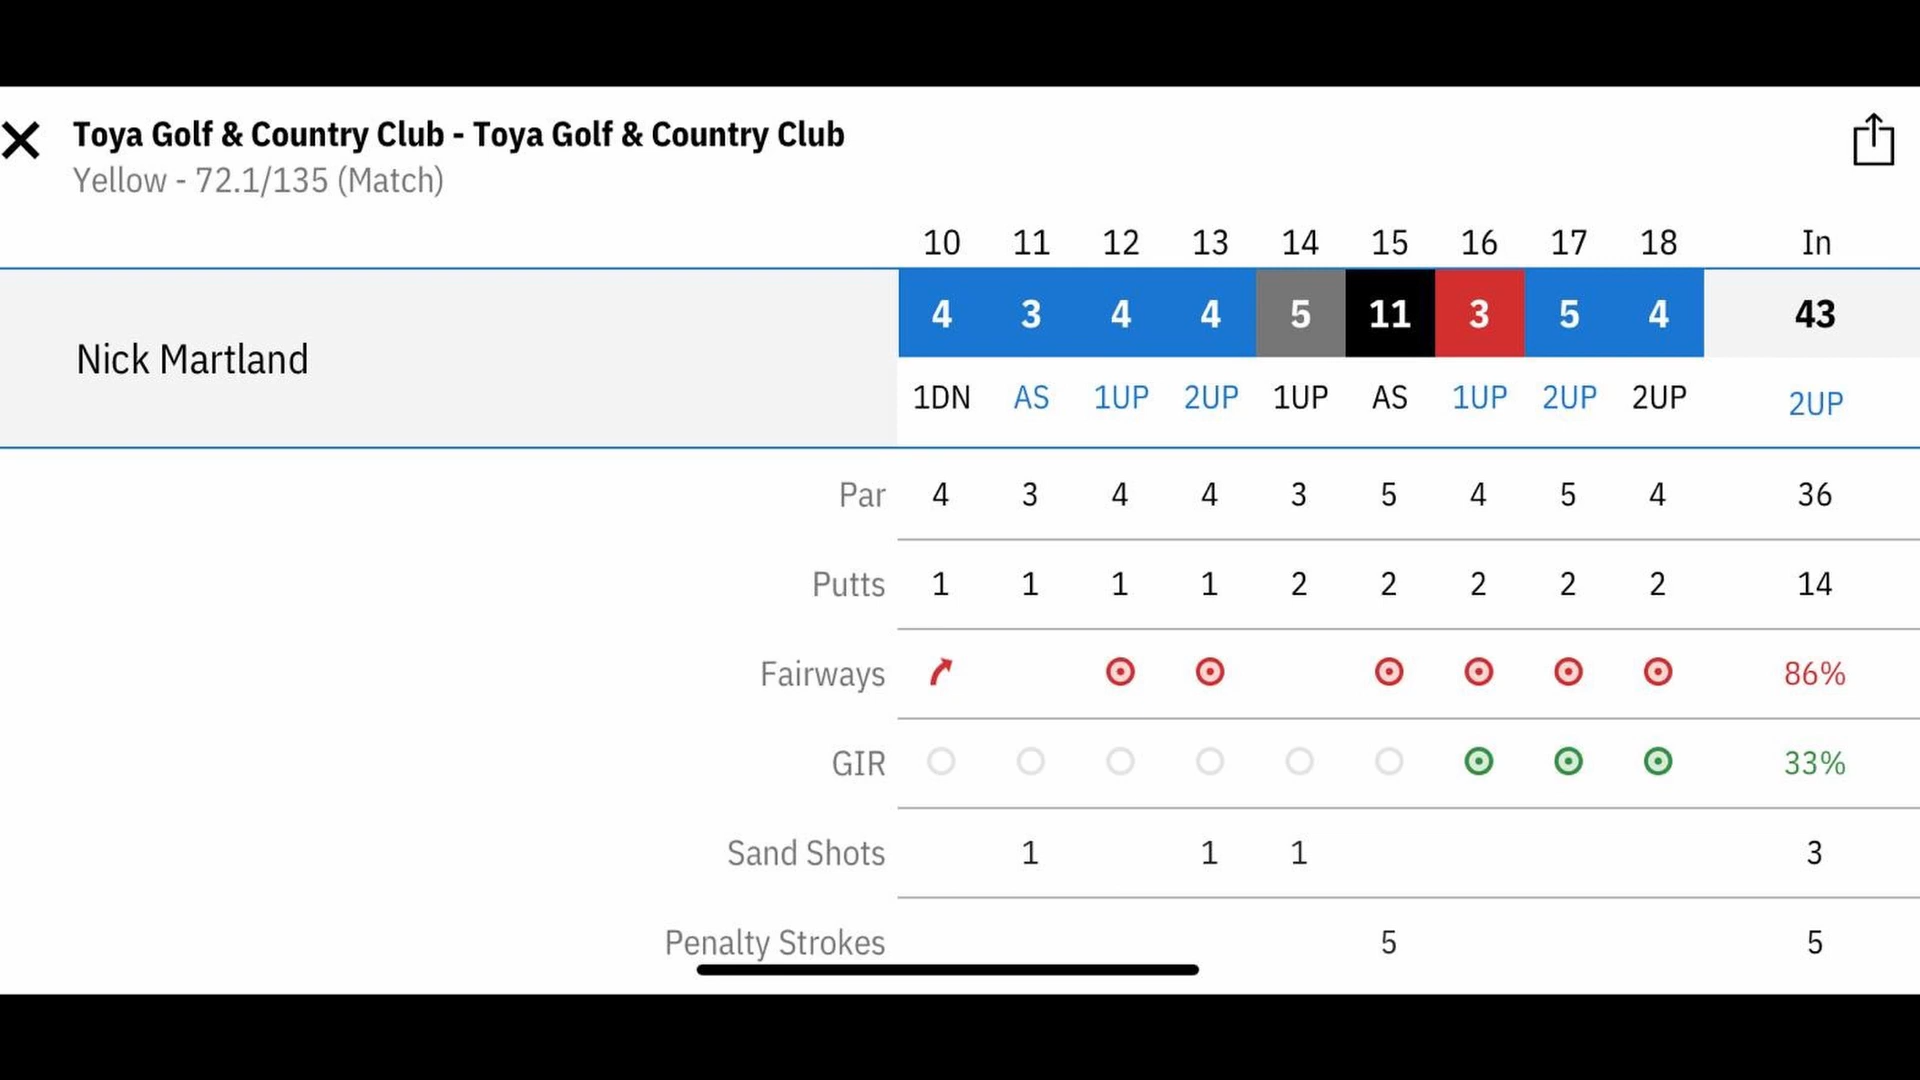 Toya Golf & Country Club - Toya Golf & Country Club
Yellow - 72.1/135 (Match)
10 11 12 13 14 15 16 17 18 In
Nick Martland
4 3 4 4 5 11 3 5 4 43
1DN AS 1UP 2UP 1UP AS 1UP 2UP 2UP 2UP
Par 4 3 4 4 3 5 4 5 4 36
Putts 1 1 1 1 2 2 2 2 2 14
Fairways 86%
GIR 33%
Sand Shots 1 1 1 3
Penalty Strokes 5 5